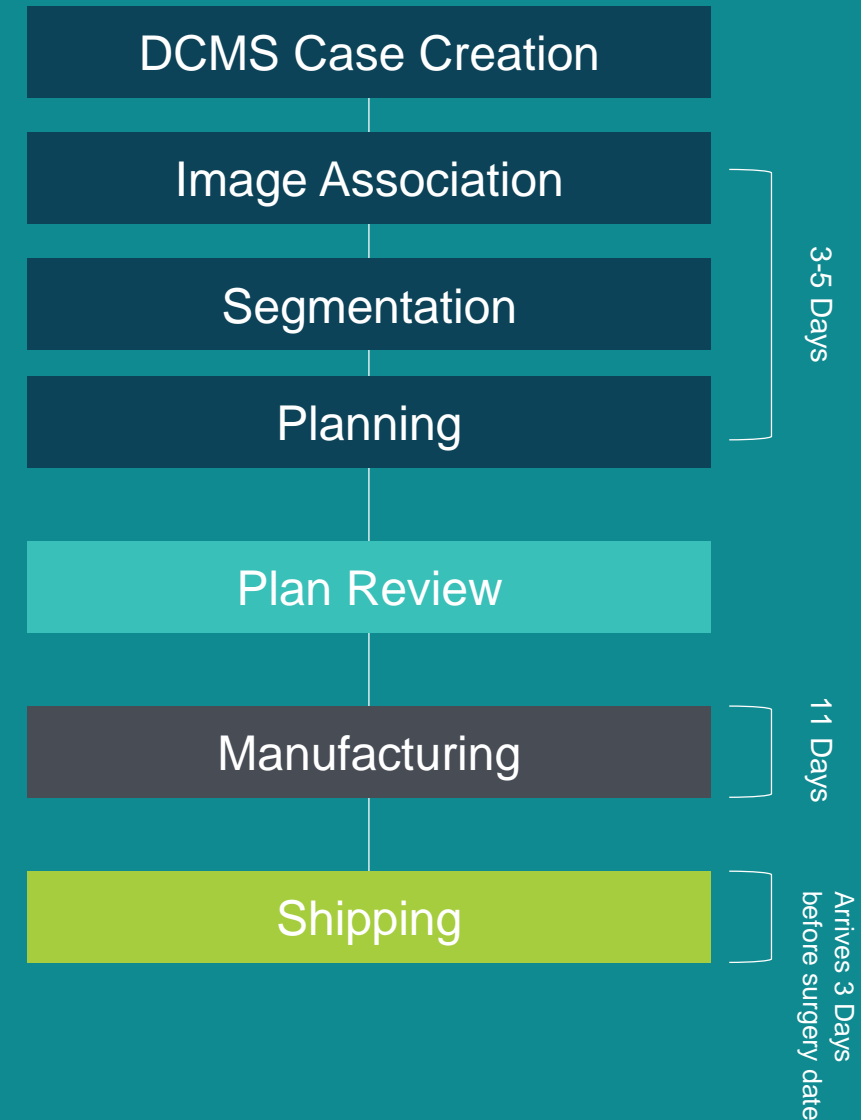 DCMS Case Creation
Image Association
Segmentation
Planning
3-5 Days
Plan Review
Manufacturing
11 Days
Shipping
Arrives 3 Days
before surgery date